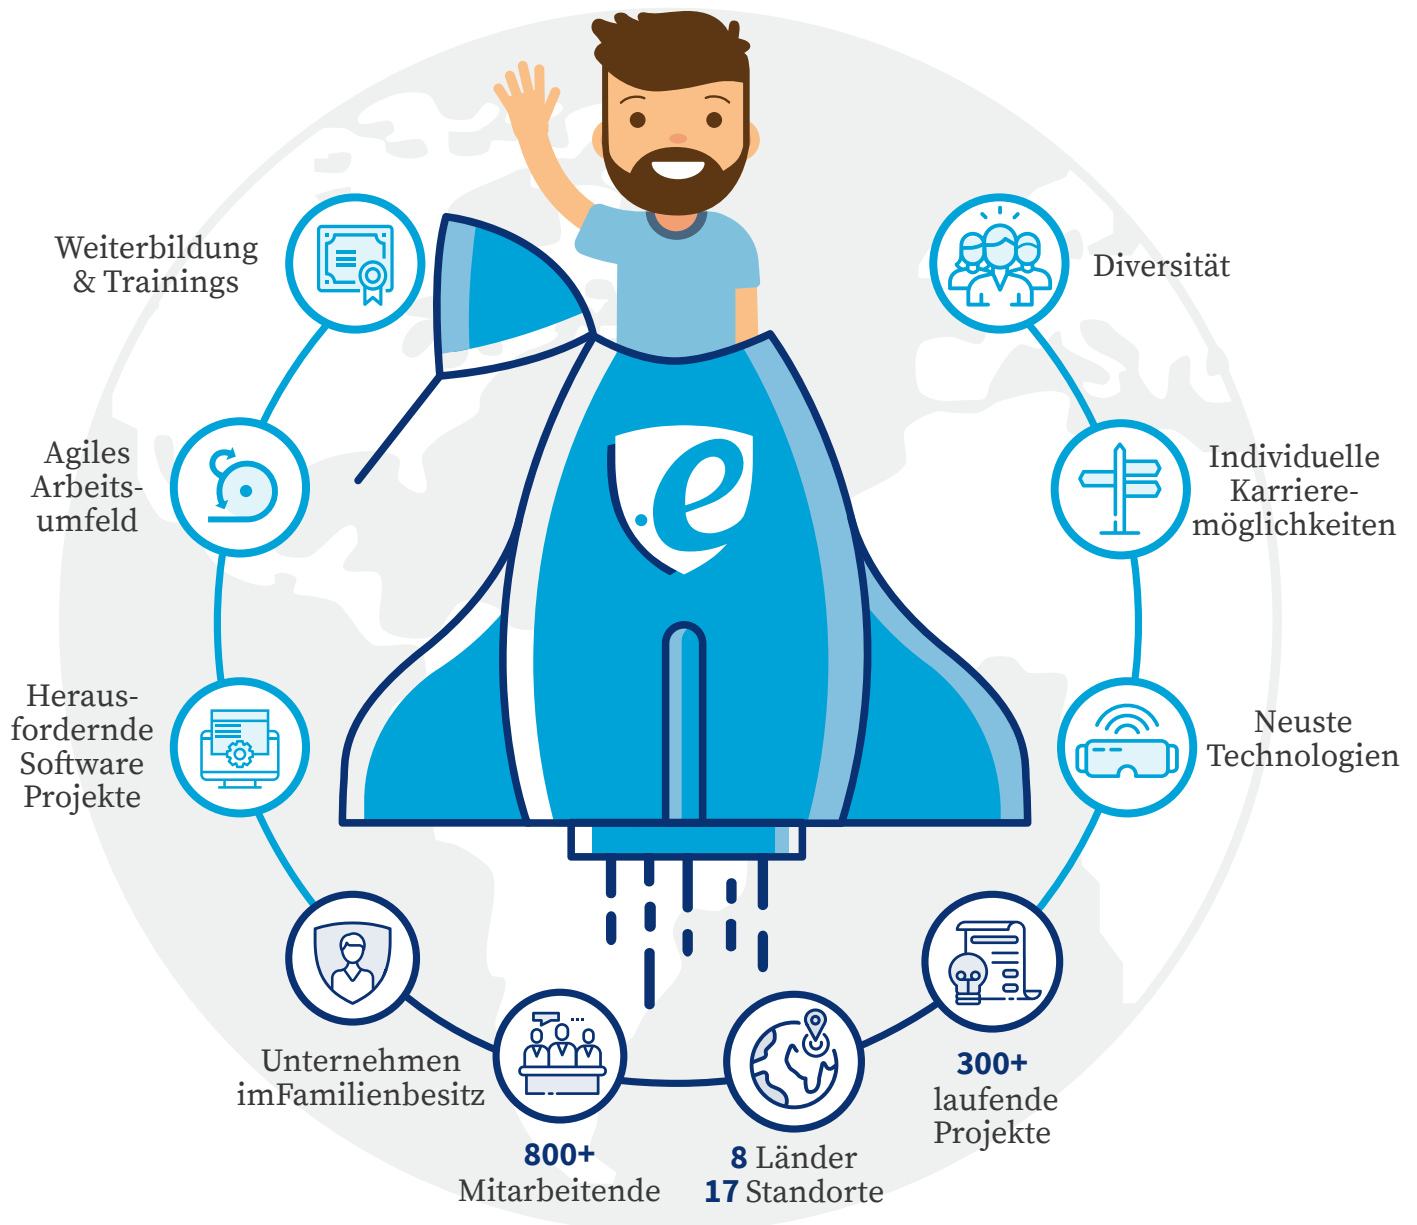 Weiterbildung
& Trainings
Agiles
Arbeits-
umfeld
Heraus-
fordernde
Software
Projekte
Unternehmen
imFamilienbesitz
800+
Mitarbeitende
8 Länder
17 Standorte
300+
laufende
Projekte
Neuste
Technologien
Individuelle
Karriere-
möglichkeiten
Diversität
.e